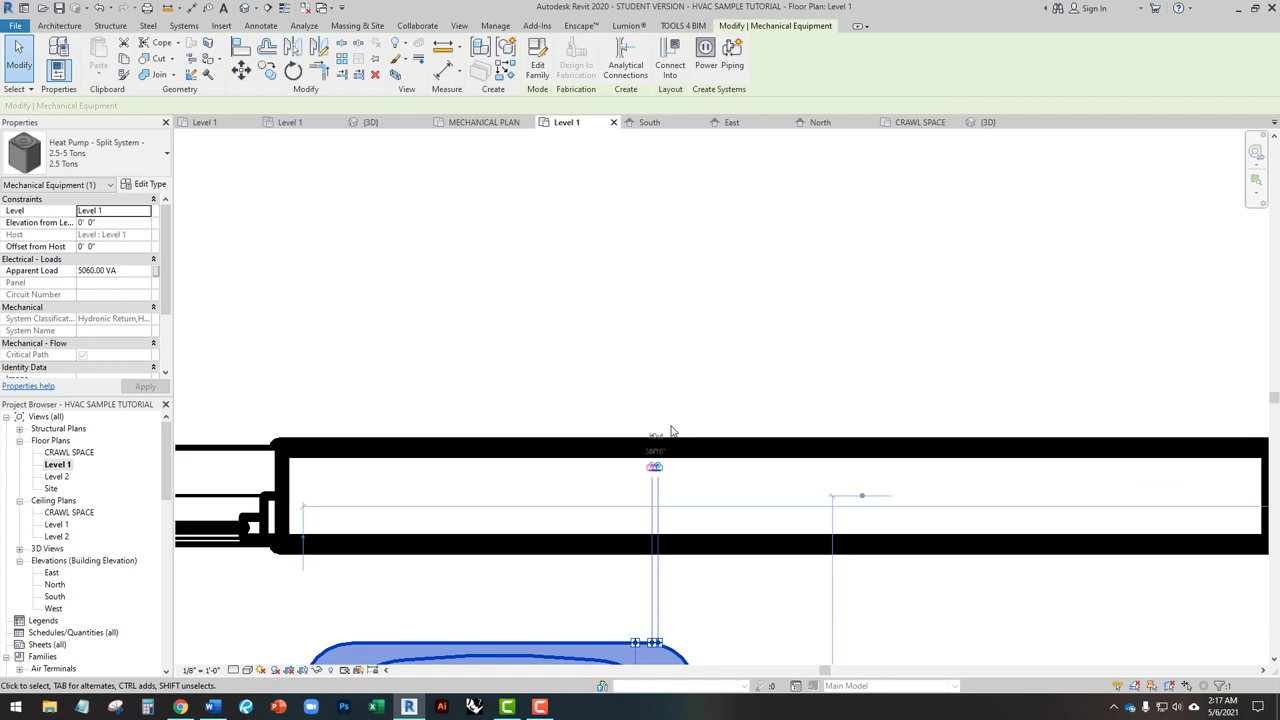 Autodesk Revit 2020 - STUDENT VERSION - HVAC SAMPLE TUTORIAL - Floor Plan: Level 1
Sign In
File Architecture Structure Steel Systems Insert Annotate Analyze Massing & Site Collaborate View Manage Add-Ins Enscape™ Lumion® TOOLS 4 BIM Modify | Mechanical Equipment
Modify Paste Cope Cut Join Edit Family Design to Fabrication Analytical Connections Connect Into Power Piping
Select Properties Clipboard Geometry Modify View Measure Create Mode Fabrication Create Layout Create Systems
Modify | Mechanical Equipment
Properties
Level 1 Level 1 {3D} MECHANICAL PLAN Level 1 South East North CRAWL SPACE {3D}
Heat Pump - Split System -
2.5-5 Tons
2.5 Tons
Mechanical Equipment (1) Edit Type
Constraints
Level Level 1
Elevation from Le... 0' 0"
Host Level : Level 1
Offset from Host 0' 0"
Electrical - Loads
Apparent Load 5060.00 VA
Panel
Circuit Number
Mechanical
System Classificat... Hydronic Return,H...
System Name
Mechanical - Flow
Critical Path
Identity Data
Properties help Apply
Project Browser - HVAC SAMPLE TUTORIAL
Views (all)
Structural Plans
Floor Plans
CRAWL SPACE
Level 1
Level 2
Site
Ceiling Plans
CRAWL SPACE
Level 1
Level 2
3D Views
Elevations (Building Elevation)
East
North
South
West
Legends
Schedules/Quantities (all)
Sheets (all)
Families
Air Terminals
1/8" = 1'-0"
Click to select, TAB for alternates, CTRL adds, SHIFT unselects.
:0 Main Model :1
2:17 AM
5/6/2021